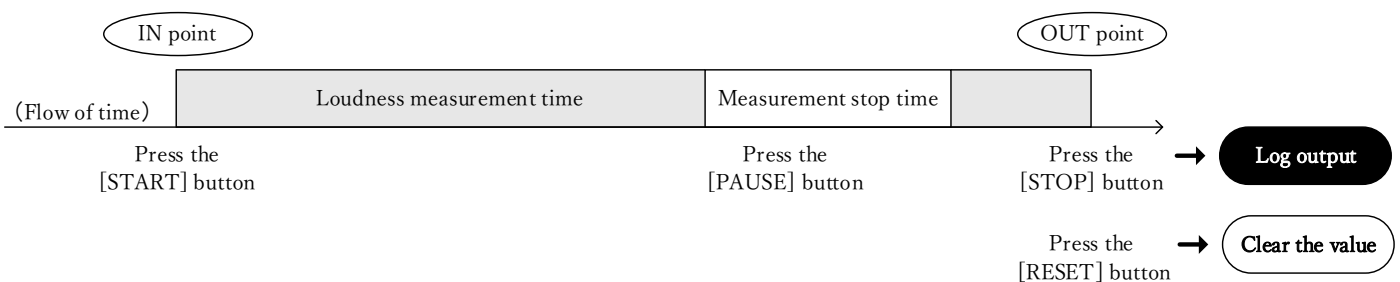 IN point
OUT point
(Flow of time)
Loudness measurement time
Measurement stop time
Press the
[START] button
Press the
[PAUSE] button
Press the
[STOP] button
Log output
Press the
[RESET] button
Clear the value